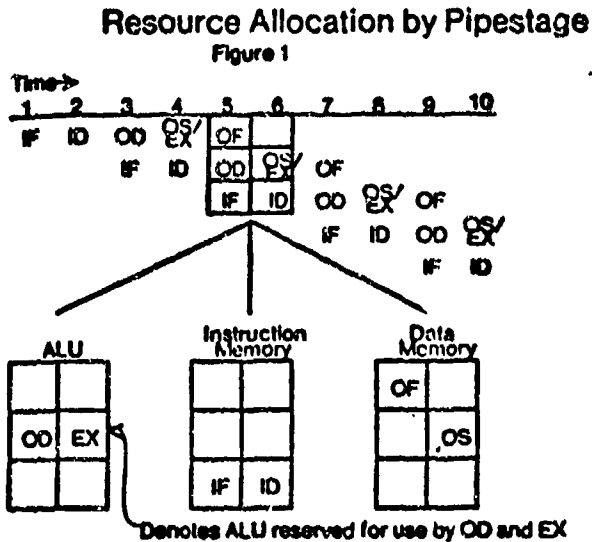 Resource Allocation by Pipestage
Figure 1
Time->
1 2 3 4 5 6 7 8 9 10
IF ID OD OS/EX OF
IF ID OD OS/EX OF
IF ID OD OS/EX OF
IF ID OD OS/EX
IF ID
ALU
Instruction Memory
Data Memory
OF
OD EX
OS
IF ID
Denotes ALU reserved for use by OD and EX